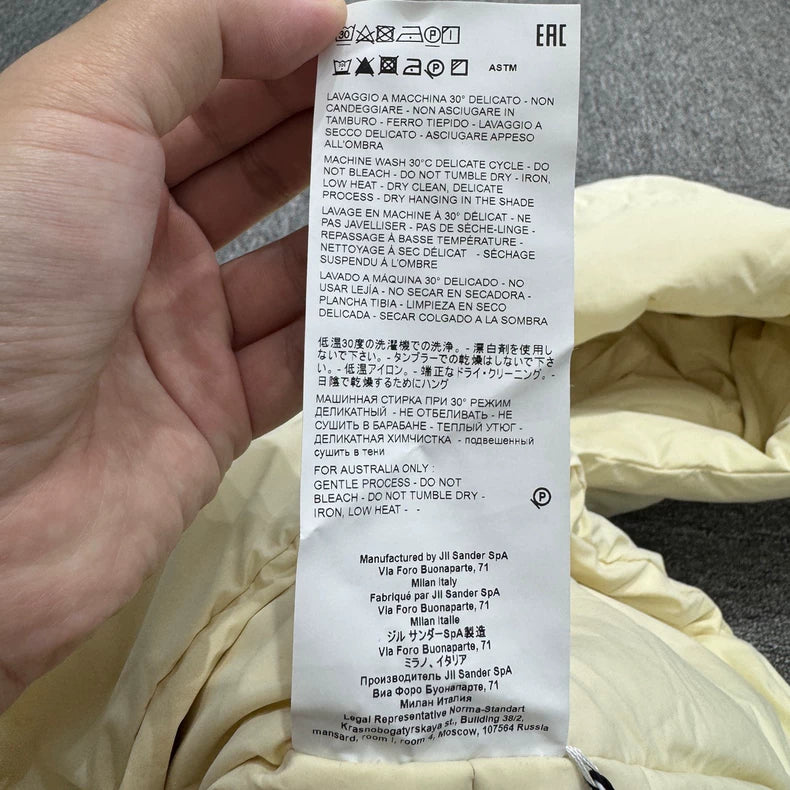 30 P EAC
P ASTM
LAVAGGIO A MACCHINA 30° DELICATO - NON
CANDEGGIARE - NON ASCIUGARE IN
TAMBURO - FERRO TIEPIDO - LAVAGGIO A
SECCO DELICATO - ASCIUGARE APPESO
ALL'OMBRA
MACHINE WASH 30°C DELICATE CYCLE - DO
NOT BLEACH - DO NOT TUMBLE DRY - IRON,
LOW HEAT - DRY CLEAN, DELICATE
PROCESS - DRY HANGING IN THE SHADE
LAVAGE EN MACHINE À 30° DÉLICAT - NE
PAS JAVELLISER - PAS DE SÈCHE-LINGE -
REPASSAGE À BASSE TEMPÉRATURE -
NETTOYAGE À SEC DÉLICAT - SÉCHAGE
SUSPENDU À L'OMBRE
LAVADO A MÁQUINA 30° DELICADO - NO
USAR LEJÍA - NO SECAR EN SECADORA -
PLANCHA TIBIA - LIMPIEZA EN SECO
DELICADA - SECAR COLGADO A LA SOMBRA
低温30度の洗濯機での洗浄。- 漂白剤を使用し
ないで下さい。- タンブラーでの乾燥はしないで下さ
い。- 低温アイロン。- 端正なドライ・クリーニング。-
日陰で乾燥するためにハング
МАШИННАЯ СТИРКА ПРИ 30° РЕЖИМ
ДЕЛИКАТНЫЙ - НЕ ОТБЕЛИВАТЬ - НЕ
СУШИТЬ В БАРАБАНЕ - ТЕПЛЫЙ УТЮГ -
ДЕЛИКАТНАЯ ХИМЧИСТКА - подвешенный
сушить в тени
FOR AUSTRALIA ONLY :
GENTLE PROCESS - DO NOT
BLEACH - DO NOT TUMBLE DRY -
IRON, LOW HEAT - -
P
Manufactured by Jil Sander SpA
Via Foro Buonaparte, 71
Milan Italy
Fabriqué par Jil Sander SpA
Via Foro Buonaparte, 71
Milan Italie
ジル サンダーSpA製造
Via Foro Buonaparte, 71
ミラノ、イタリア
Производитель Jil Sander SpA
Виа Форо Буонапарте, 71
Милан Италия
Legal Representative Norma-Standart
Krasnobogatyrskaya st., Building 38/2,
mansard, room 1, room 4, Moscow, 107564 Russia